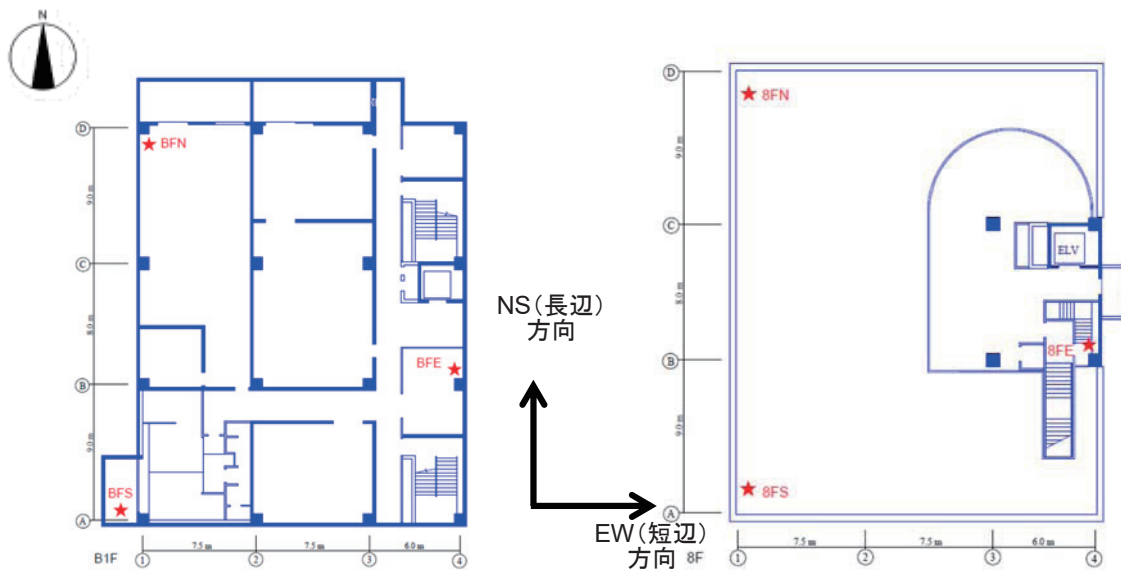 N
D
BFN
9.0 m
C
8.0 m
BFE
B
9.0 m
BFS
A
B1F
7.5 m
7.5 m
6.0 m
1
2
3
4
NS(長辺)
方向
EW(短辺)
方向
D
8FN
9.0 m
C
ELV
8.0 m
8FE
B
9.0 m
8FS
A
8F
7.5 m
7.5 m
6.0 m
1
2
3
4